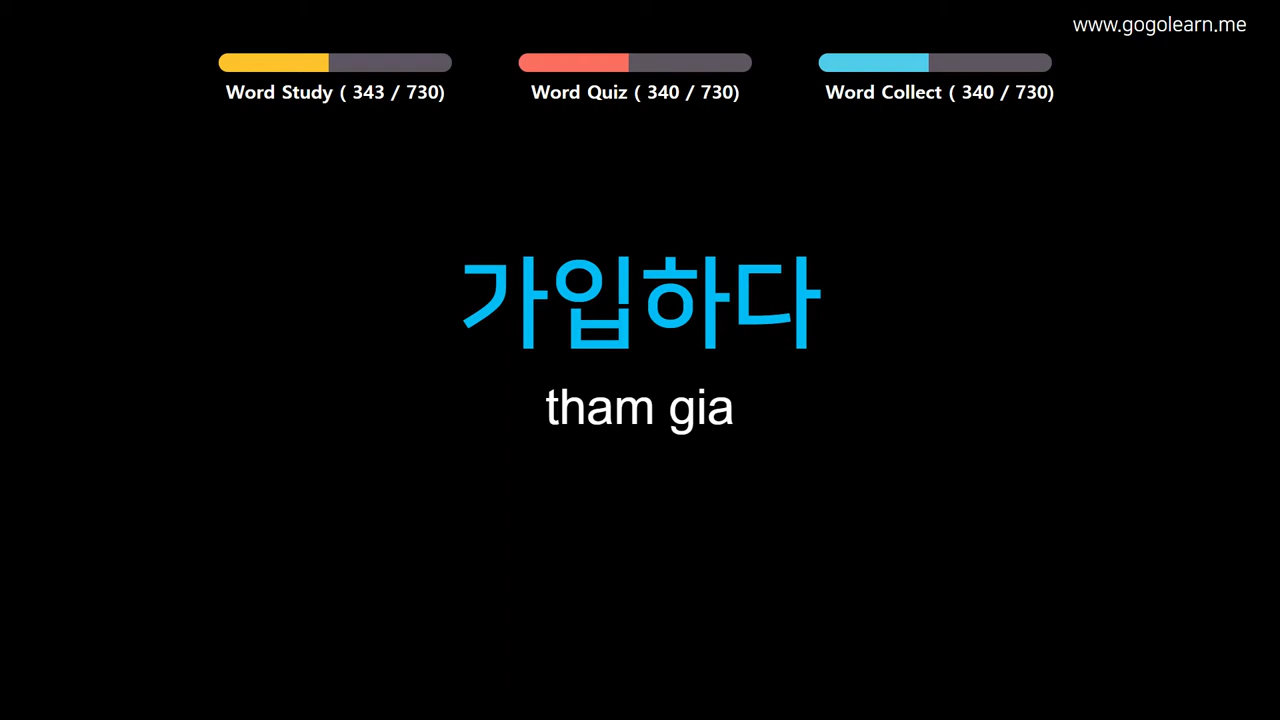 www.gogolearn.me
Word Study ( 343 / 730)
Word Quiz ( 340 / 730)
Word Collect ( 340 / 730)
가입하다
tham gia